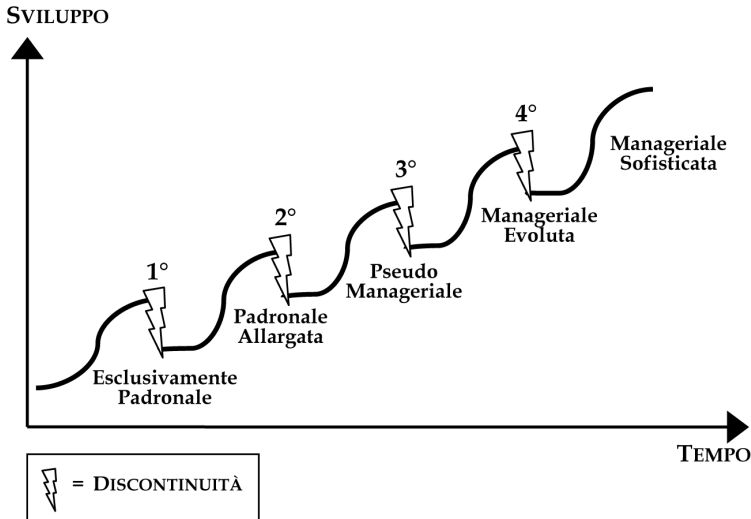 SVILUPPO
4°
Manageriale
Sofisticata
3°
Manageriale
Evoluta
2°
Pseudo
Manageriale
1°
Padronale
Allargata
Esclusivamente
Padronale
TEMPO
= DISCONTINUITÀ